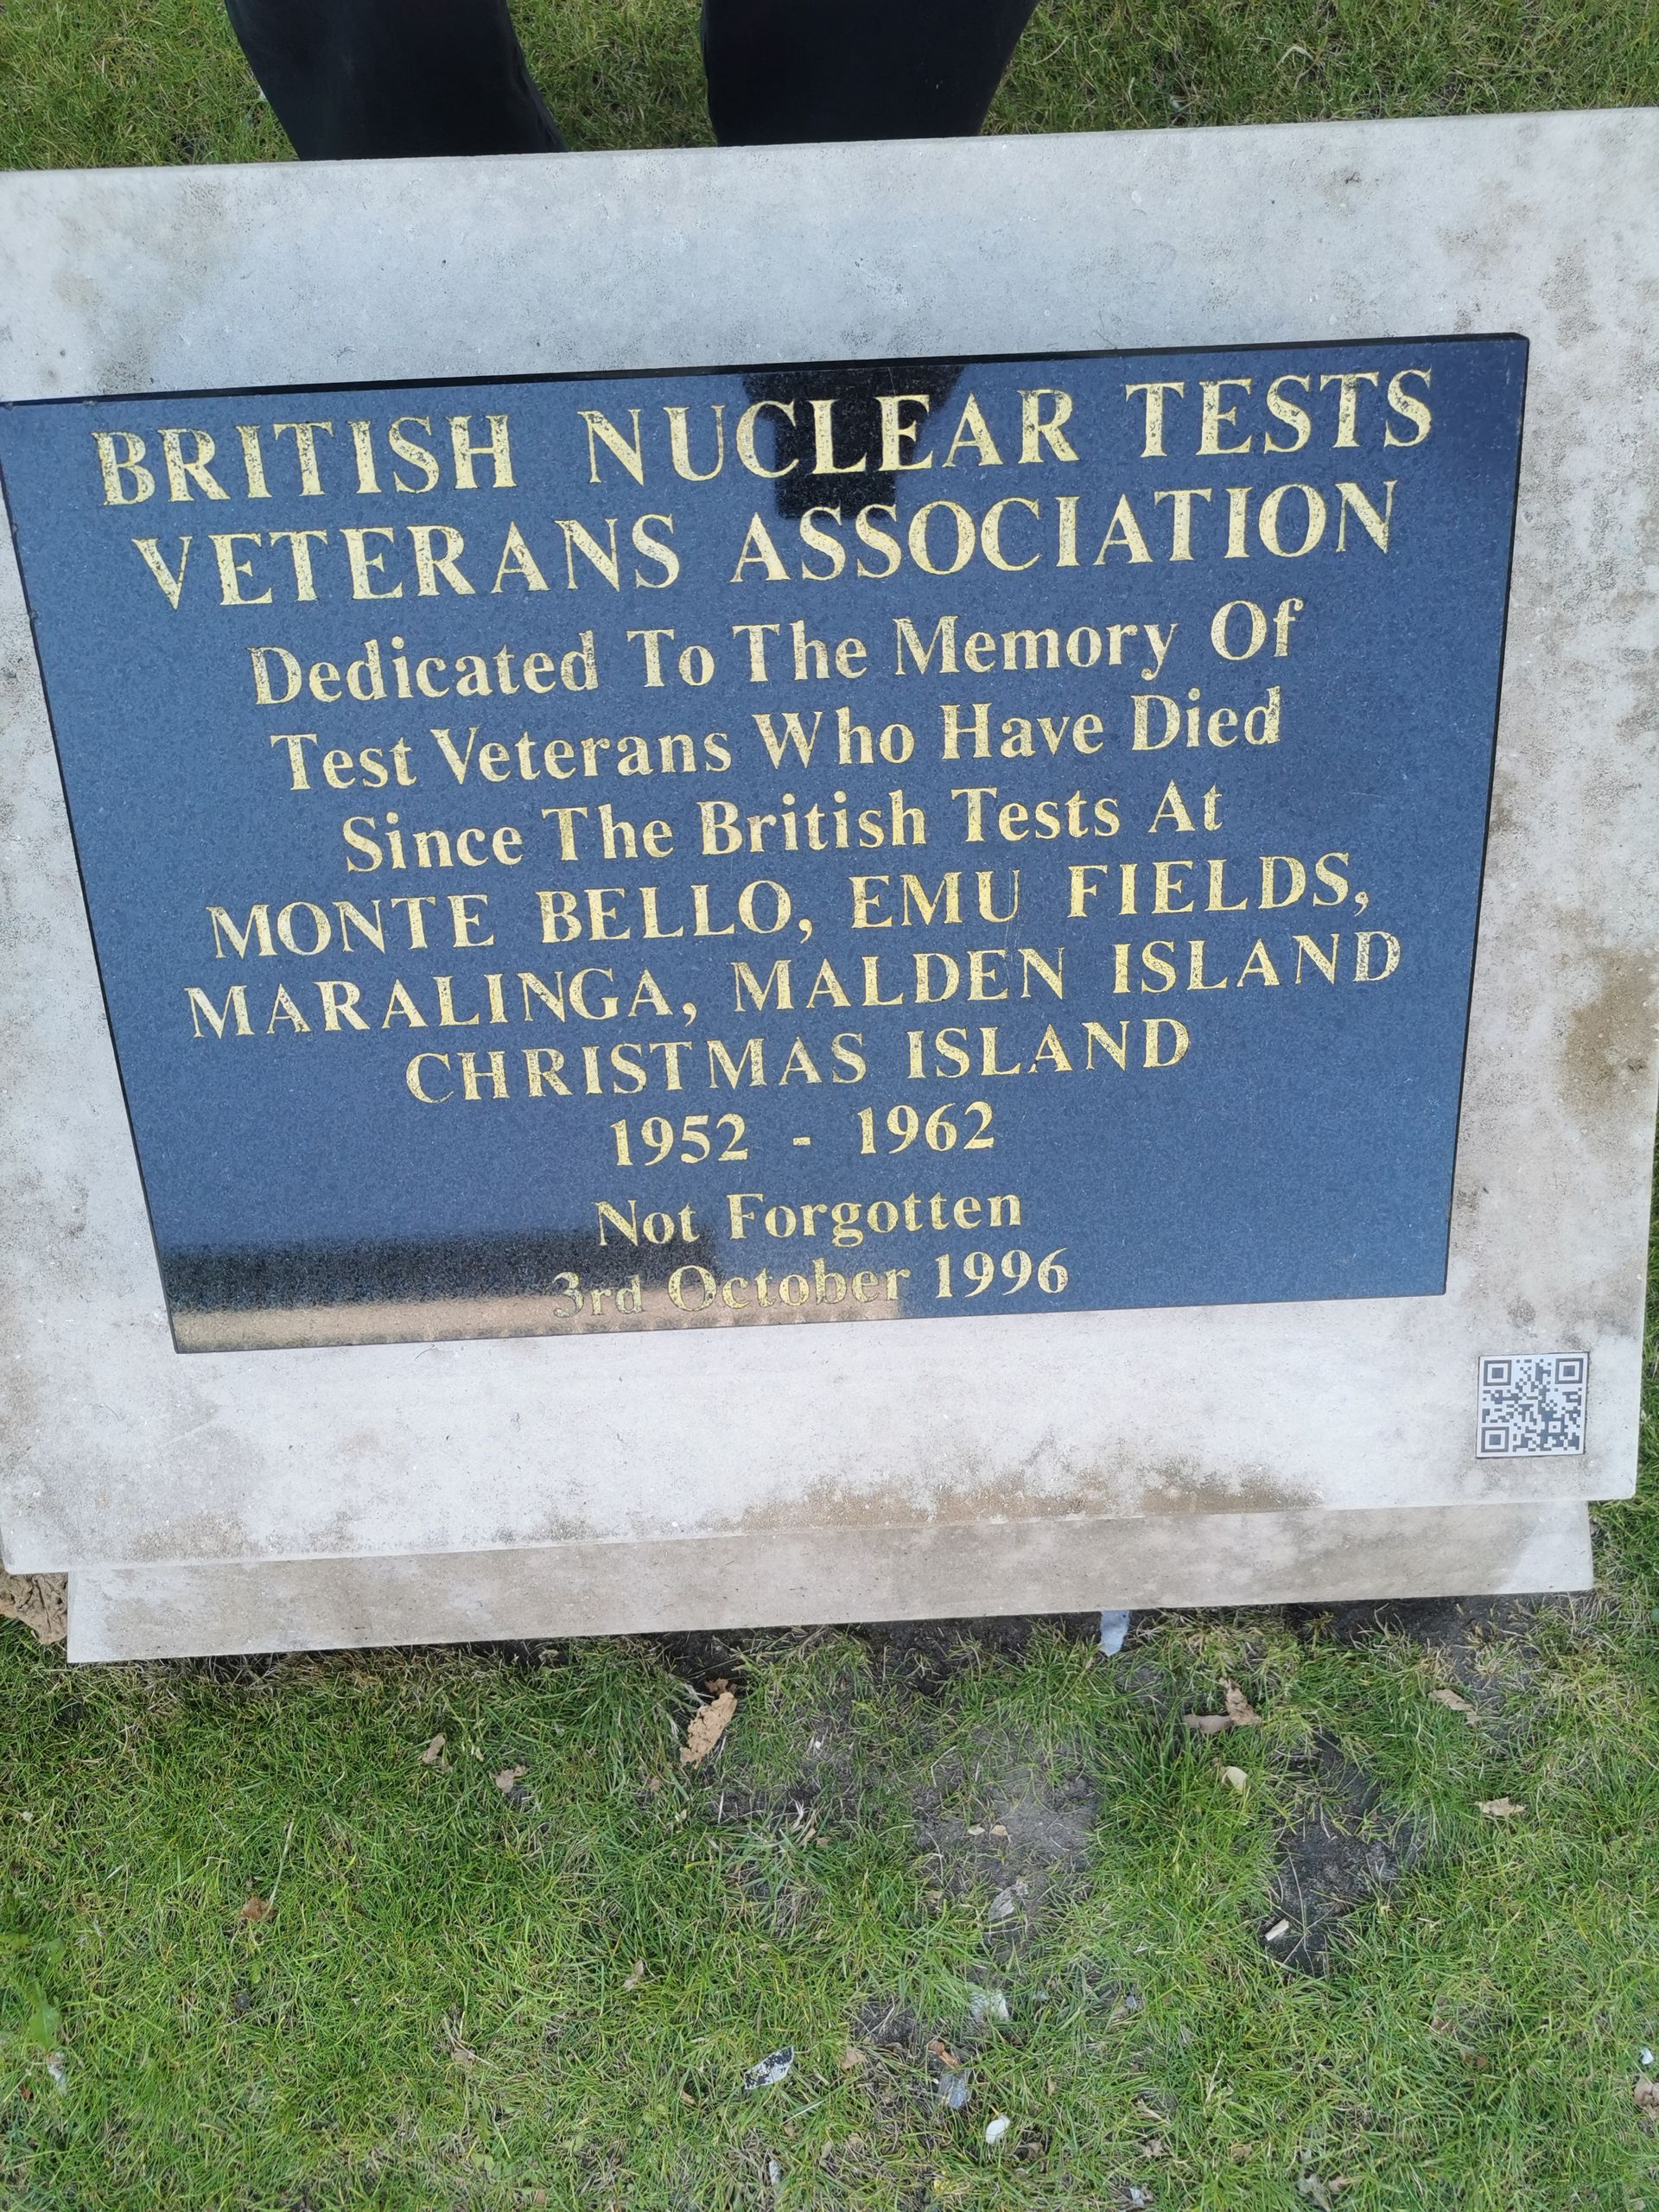 BRITISH NUCLEAR TESTS
VETERANS ASSOCIATION
Dedicated To The Memory Of
Test Veterans Who Have Died
Since The British Tests At
MONTE BELLO, EMU FIELDS,
MARALINGA, MALDEN ISLAND
CHRISTMAS ISLAND
1952 - 1962
Not Forgotten
3rd October 1996